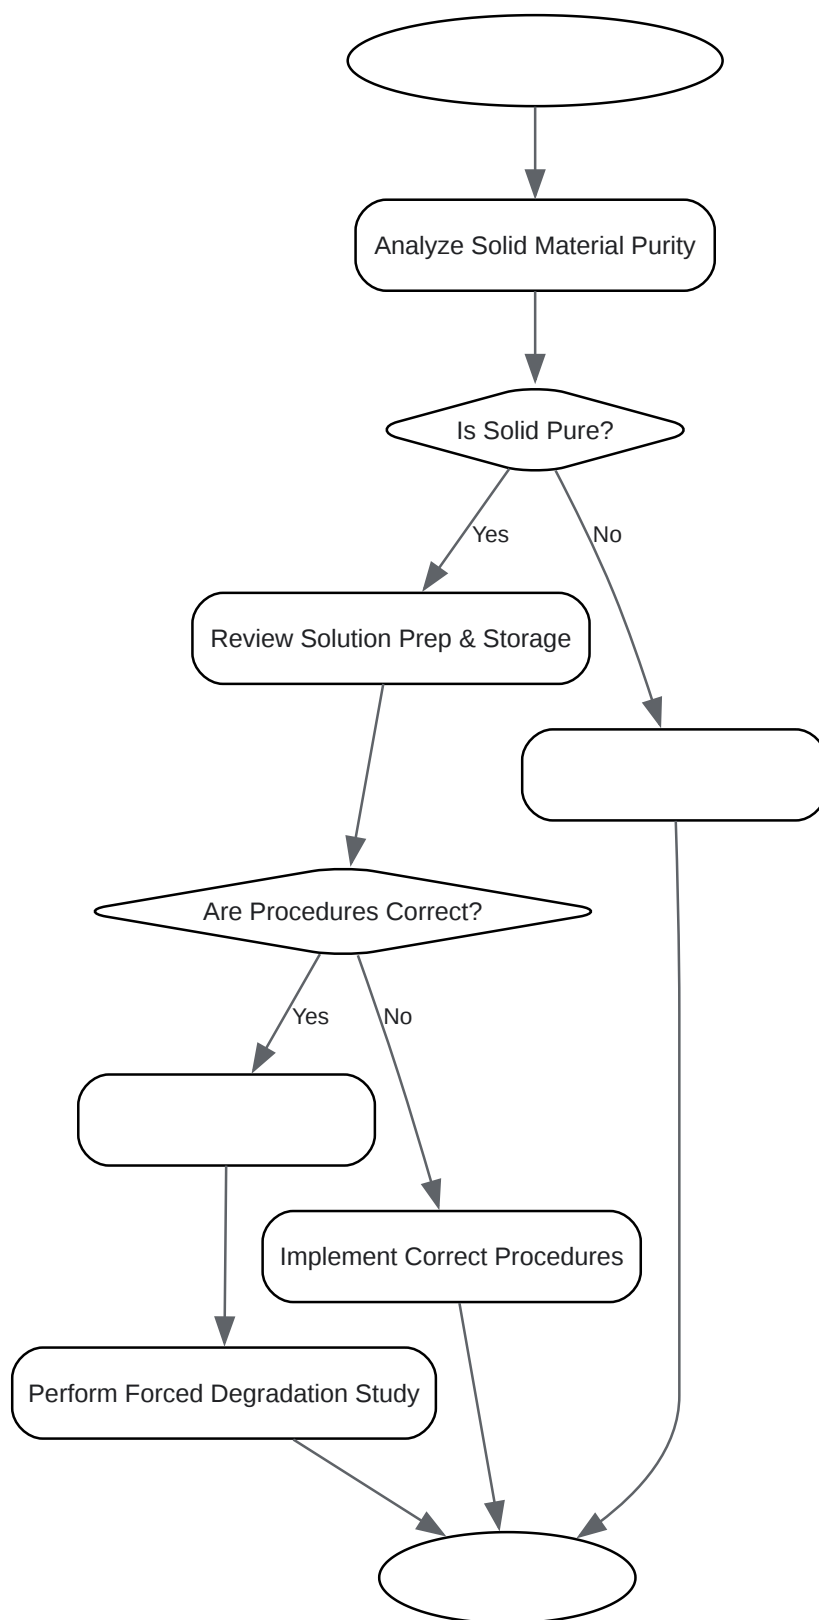 Analyze Solid Material Purity
Is Solid Pure?
Yes
No
Review Solution Prep & Storage
Are Procedures Correct?
Yes
No
Implement Correct Procedures
Perform Forced Degradation Study